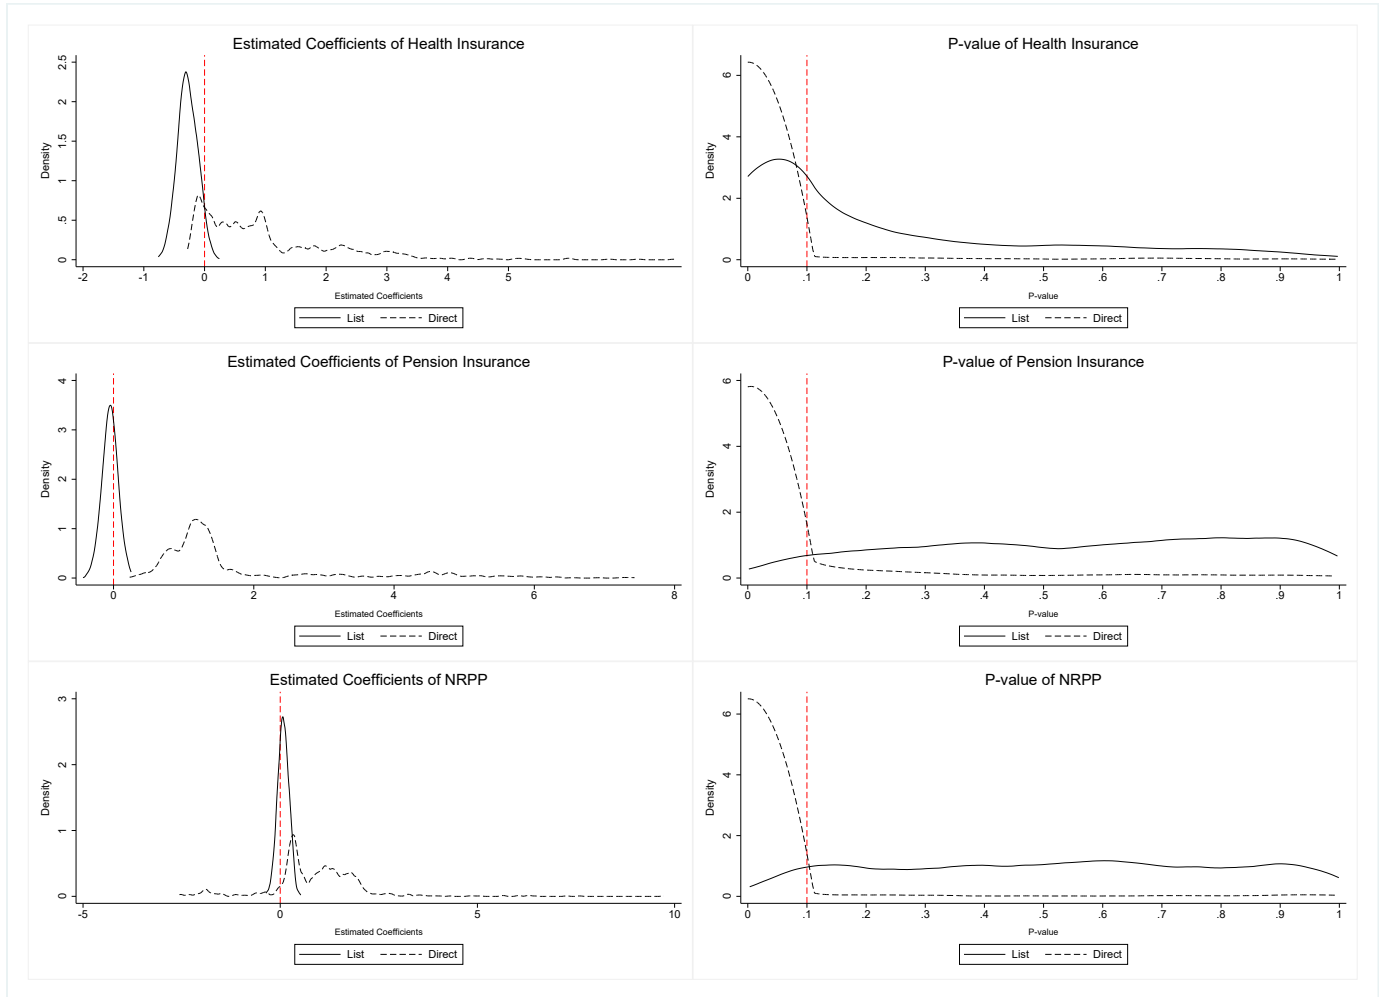 Estimated Coefficients of Health Insurance
Density
0 .5 1 1.5 2 2.5
-2 -1 0 1 2 3 4 5
Estimated Coefficients
List Direct
P-value of Health Insurance
Density
0 2 4 6
0 .1 .2 .3 .4 .5 .6 .7 .8 .9 1
P-value
List Direct
Estimated Coefficients of Pension Insurance
Density
0 1 2 3 4
0 2 4 6 8
Estimated Coefficients
List Direct
P-value of Pension Insurance
Density
0 2 4 6
0 .1 .2 .3 .4 .5 .6 .7 .8 .9 1
P-value
List Direct
Estimated Coefficients of NRPP
Density
0 1 2 3
-5 0 5 10
Estimated Coefficients
List Direct
P-value of NRPP
Density
0 2 4 6
0 .1 .2 .3 .4 .5 .6 .7 .8 .9 1
P-value
List Direct